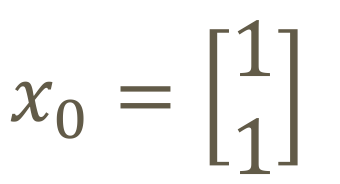 x₀ = [1
1]